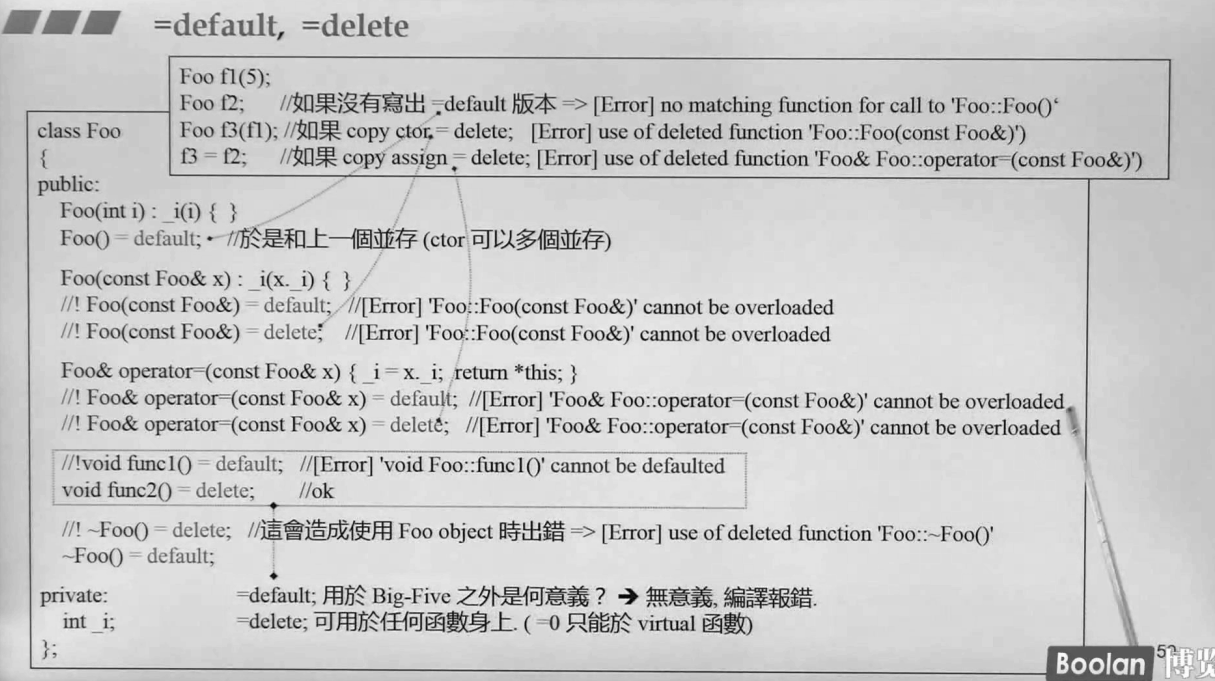 =default, =delete
Foo f1(5);
Foo f2; //如果沒有寫出 =default 版本 => [Error] no matching function for call to 'Foo::Foo()‘
Foo f3(f1); //如果 copy ctor = delete; [Error] use of deleted function 'Foo::Foo(const Foo&)')
f3 = f2; //如果 copy assign = delete; [Error] use of deleted function 'Foo& Foo::operator=(const Foo&)')
class Foo
{
public:
Foo(int i) : _i(i) { }
Foo() = default; //於是和上一個並存 (ctor 可以多個並存)
Foo(const Foo& x) : _i(x._i) { }
//! Foo(const Foo&) = default; //[Error] 'Foo::Foo(const Foo&)' cannot be overloaded
//! Foo(const Foo&) = delete; //[Error] 'Foo::Foo(const Foo&)' cannot be overloaded
Foo& operator=(const Foo& x) { _i = x._i; return *this; }
//! Foo& operator=(const Foo& x) = default; //[Error] 'Foo& Foo::operator=(const Foo&)' cannot be overloaded
//! Foo& operator=(const Foo& x) = delete; //[Error] 'Foo& Foo::operator=(const Foo&)' cannot be overloaded
//!void func1() = default; //[Error] 'void Foo::func1()' cannot be defaulted
void func2() = delete; //ok
//! ~Foo() = delete; //這會造成使用 Foo object 時出錯 => [Error] use of deleted function 'Foo::~Foo()'
~Foo() = default;
private: =default; 用於 Big-Five 之外是何意義？ ➔ 無意義, 編譯報錯.
int _i; =delete; 可用於任何函數身上. ( =0 只能於 virtual 函數)
};
Boolan 博览